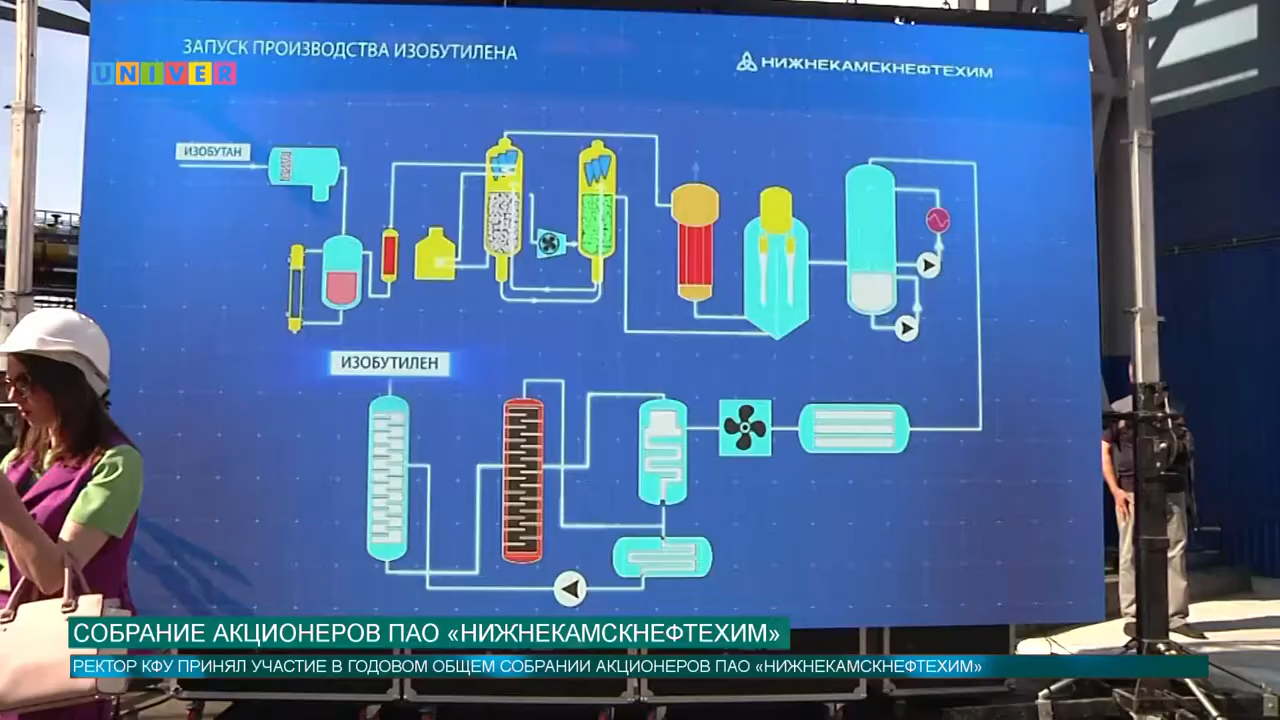 ЗАПУСК ПРОИЗВОДСТВА ИЗОБУТИЛЕНА
НИЖНЕКАМСКНЕФТЕХИМ
UNIVER
ИЗОБУТАН
ИЗОБУТИЛЕН
СОБРАНИЕ АКЦИОНЕРОВ ПАО «НИЖНЕКАМСКНЕФТЕХИМ»
РЕКТОР КФУ ПРИНЯЛ УЧАСТИЕ В ГОДОВОМ ОБЩЕМ СОБРАНИИ АКЦИОНЕРОВ ПАО «НИЖНЕКАМСКНЕФТЕХИМ»